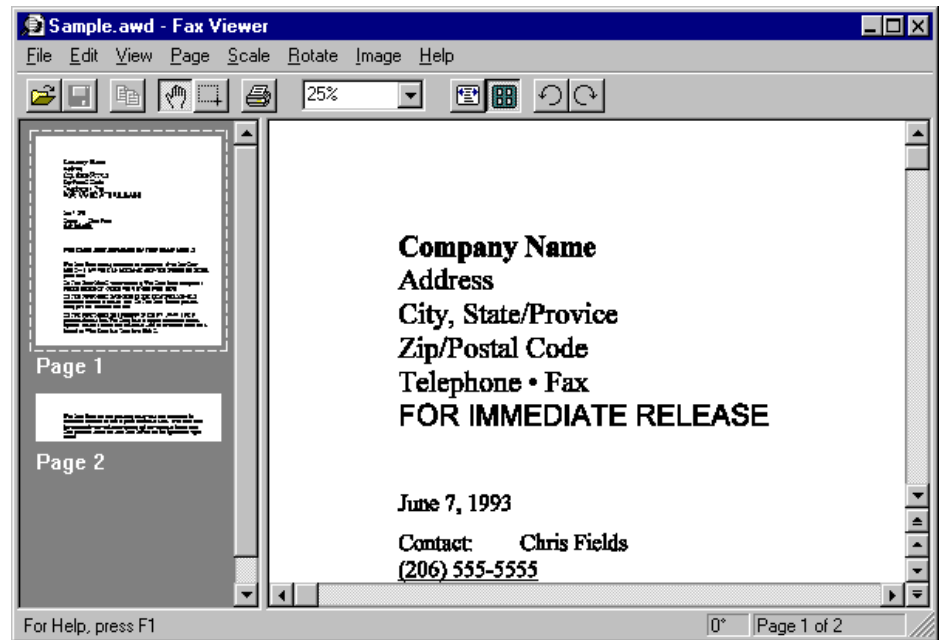 Sample.awd - Fax Viewer
File Edit View Page Scale Rotate Image Help
25%
Page 1
Page 2
Company Name
Address
City, State/Provice
Zip/Postal Code
Telephone • Fax
FOR IMMEDIATE RELEASE
June 7, 1993
Contact: Chris Fields
(206) 555-5555
For Help, press F1
0°
Page 1 of 2